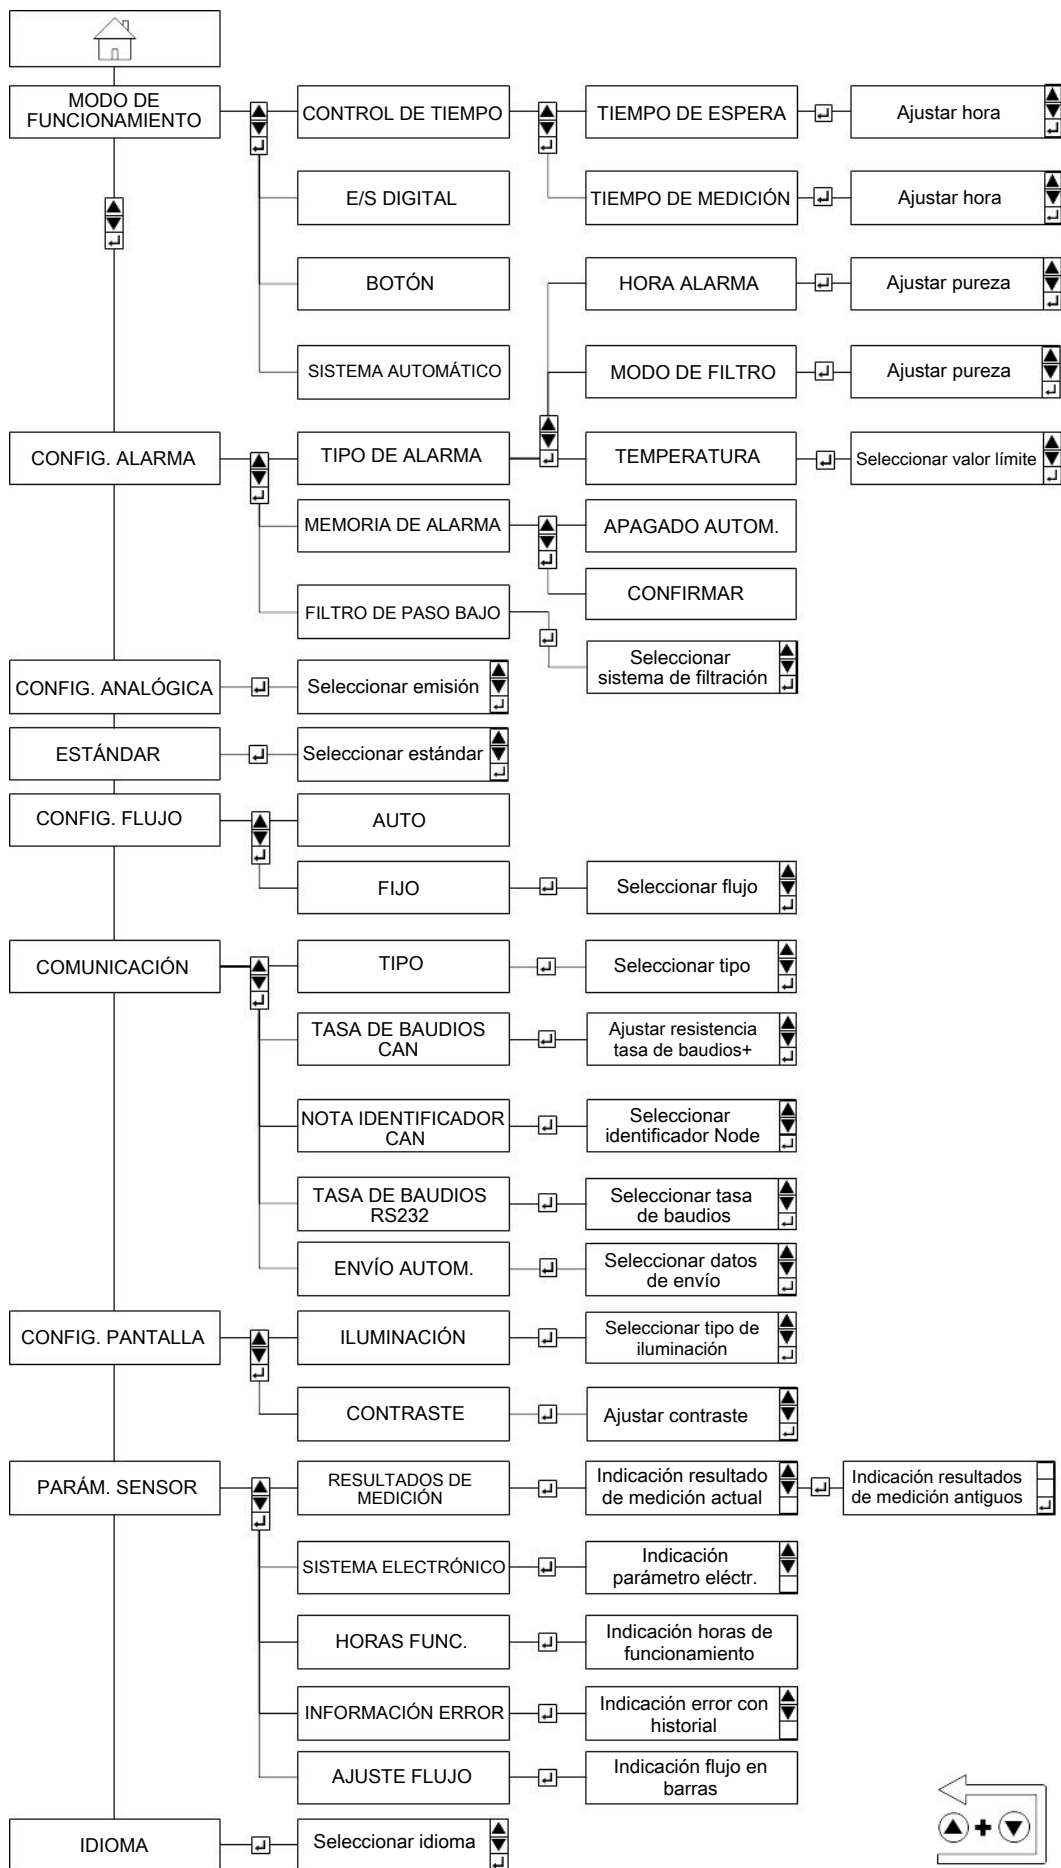 MODO DE
FUNCIONAMIENTO
CONTROL DE TIEMPO
TIEMPO DE ESPERA
Ajustar hora
E/S DIGITAL
TIEMPO DE MEDICIÓN
Ajustar hora
BOTÓN
HORA ALARMA
Ajustar pureza
SISTEMA AUTOMÁTICO
MODO DE FILTRO
Ajustar pureza
CONFIG. ALARMA
TIPO DE ALARMA
TEMPERATURA
Seleccionar valor límite
MEMORIA DE ALARMA
APAGADO AUTOM.
CONFIRMAR
FILTRO DE PASO BAJO
Seleccionar
sistema de filtración
CONFIG. ANALÓGICA
Seleccionar emisión
ESTÁNDAR
Seleccionar estándar
CONFIG. FLUJO
AUTO
FIJO
Seleccionar flujo
COMUNICACIÓN
TIPO
Seleccionar tipo
TASA DE BAUDIOS
CAN
Ajustar resistencia
tasa de baudios+
NOTA IDENTIFICADOR
CAN
Seleccionar
identificador Node
TASA DE BAUDIOS
RS232
Seleccionar tasa
de baudios
ENVÍO AUTOM.
Seleccionar datos
de envío
CONFIG. PANTALLA
ILUMINACIÓN
Seleccionar tipo de
iluminación
CONTRASTE
Ajustar contraste
PARÁM. SENSOR
RESULTADOS DE
MEDICIÓN
Indicación resultado
de medición actual
Indicación resultados
de medición antiguos
SISTEMA ELECTRÓNICO
Indicación
parámetro eléctr.
HORAS FUNC.
Indicación horas de
funcionamiento
INFORMACIÓN ERROR
Indicación error con
historial
AJUSTE FLUJO
Indicación flujo en
barras
IDIOMA
Seleccionar idioma
+